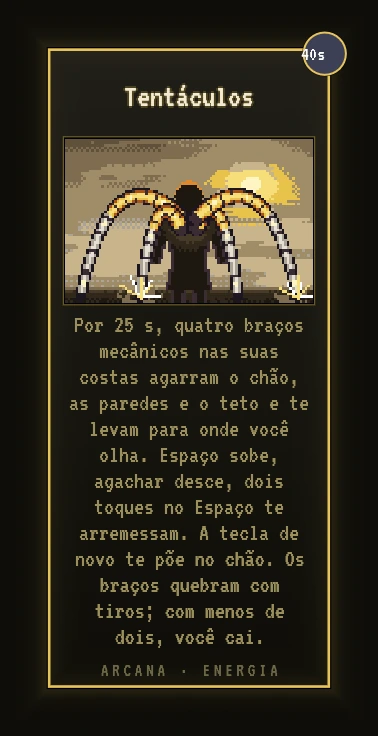 40s
Tentáculos
Por 25 s, quatro braços
mecânicos nas suas
costas agarram o chão,
as paredes e o teto e te
levam para onde você
olha. Espaço sobe,
agachar desce, dois
toques no Espaço te
arremessam. A tecla de
novo te põe no chão. Os
braços quebram com
tiros; com menos de
dois, você cai.
ARCANA · ENERGIA